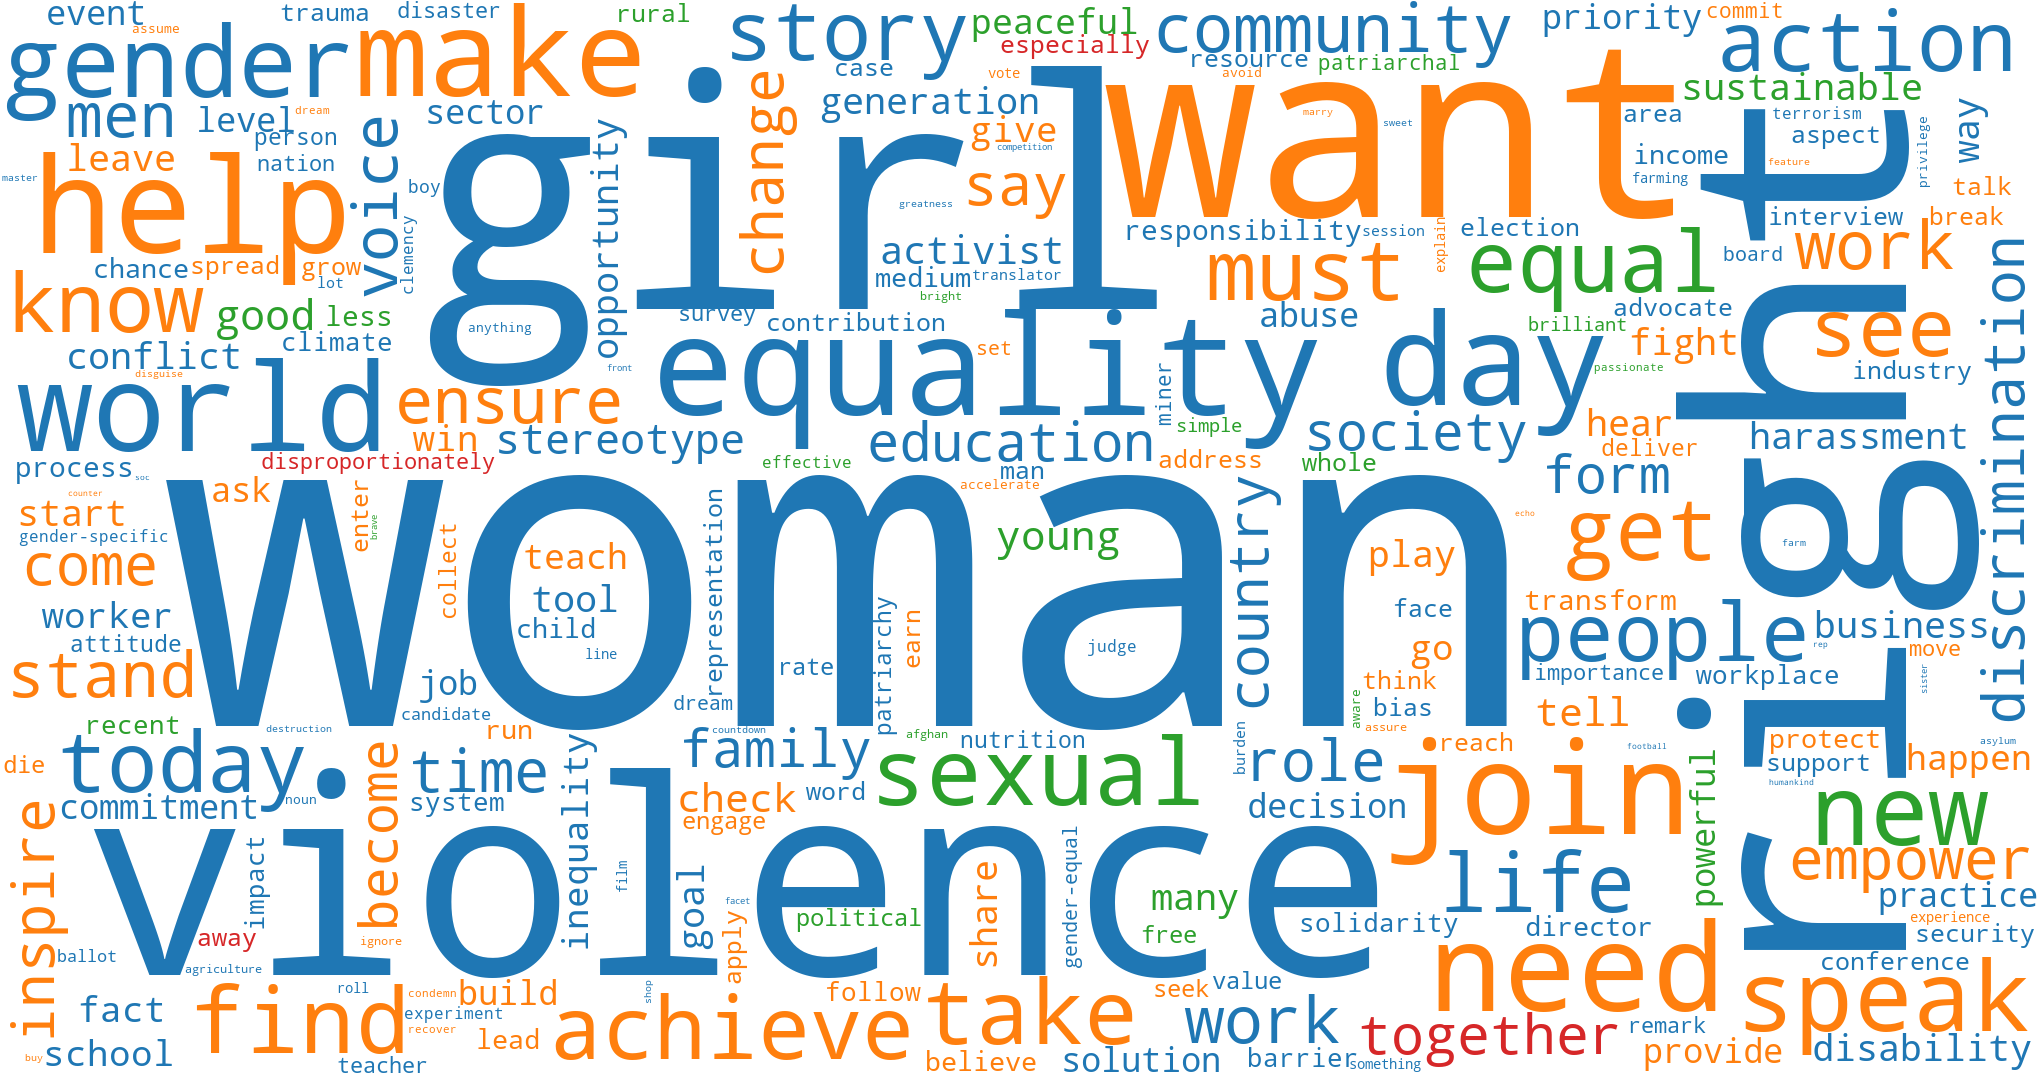 event
assume
trauma
disaster
rural
story
peaceful
especially
community
priority
commit
action
gender
make
girl
want
right
case
vote
resource
avoid
patriarchal
sustainable
men
level
dream
person
nation
sector
voice
change
generation
give
competition
marry
sweet
area
terrorism
aspect
privilege
way
income
farming
feature
talk
master
help
leave
boy
clemency
opportunity
say
greatness
activist
medium
translator
bright
responsibility
session
explain
election
interview
break
board
work
chance
spread
grow
lot
know
good
less
climate
conflict
disguise
anything
survey
contribution
set
must
equal
abuse
advocate
brilliant
fight
passionate
see
industry
discrimination
world
ensure
front
equality
day
miner
simple
win
stereotype
education
society
hear
deliver
harassment
process
soc
disproportionately
effective
man
address
accelerate
whole
form
counter
ask
start
gender-specific
enter
brave
woman
echo
come
collect
teach
tool
child
line
representation
young
country
play
get
farm
worker
attitude
stand
job
candidate
run
patriarchy
earn
judge
rate
dream
face
go
think
aware
bias
assure
transform
people
importance
business
rep
workplace
move
sister
recent
destruction
today
die
countdown
afghan
nutrition
burden
tell
reach
football
asylum
protect
support
humankind
happen
commitment
noun
become
time
system
inequality
family
check
word
engage
sexual
role
decision
join
powerful
new
inspire
impact
violence
film
goal
facet
gender-equal
share
many
life
empower
practice
ballot
away
agriculture
ignore
apply
political
free
solidarity
director
experience
security
conference
fact
roll
condemn
build
experiment
recover
shop
follow
seek
value
need
speak
buy
school
find
teacher
lead
achieve
take
believe
work
solution
barrier
together
something
remark
provide
disability